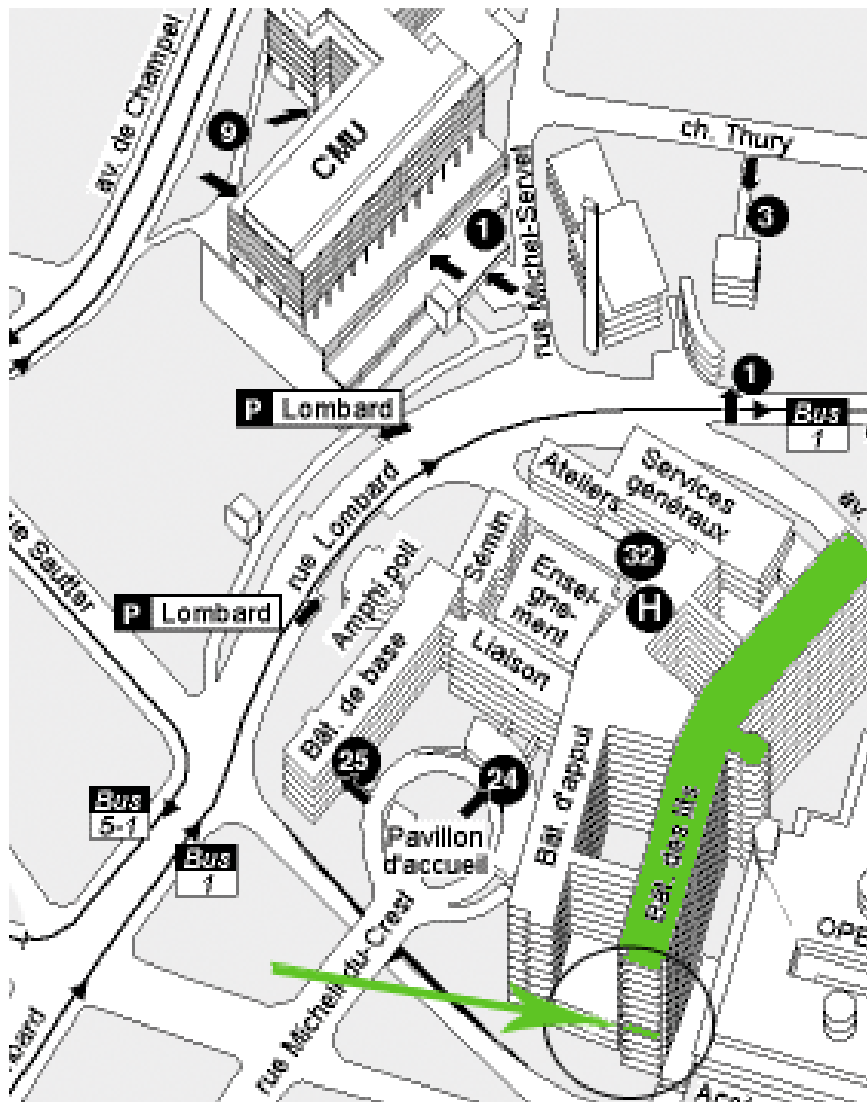 av. de Champel
9
CMU
ch. Thury
3
1
rue Michel-Servet
1
Bus
1
P Lombard
rue Lombard
Ateliers
Services
généraux
av.
32
H
Sémin
Ensei-
gne-
ment
Amphi poli
P Lombard
Liaison
Bât. de base
25
24
Bât. d'appui
Bât. des lits
Pavillon
d'accueil
Bus
5-1
Bus
1
OPE
rue Micheli-du-Crest